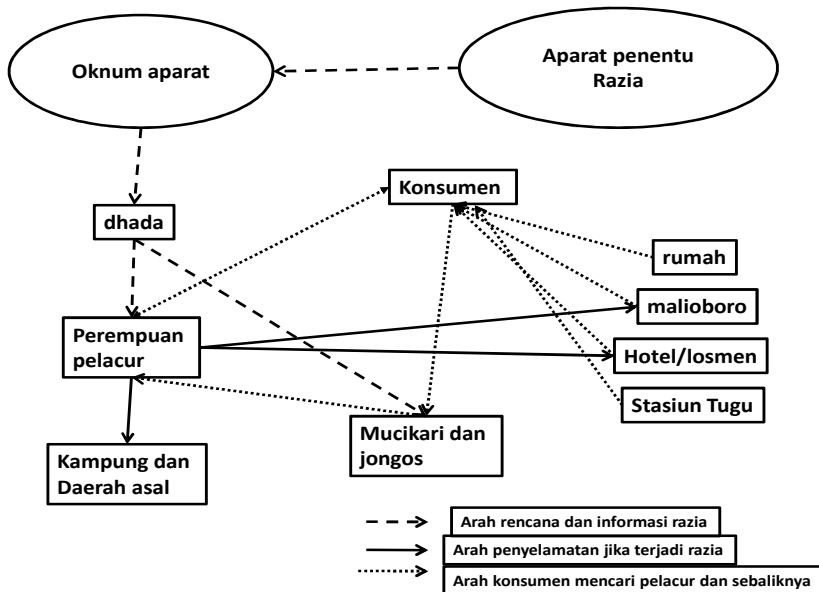 Oknum aparat
Aparat penentu
Razia
Konsumen
dhada
rumah
malioboro
Perempuan
pelacur
Hotel/losmen
Stasiun Tugu
Mucikari dan
jongos
Kampung dan
Daerah asal
Arah rencana dan informasi razia
Arah penyelamatan jika terjadi razia
Arah konsumen mencari pelacur dan sebaliknya